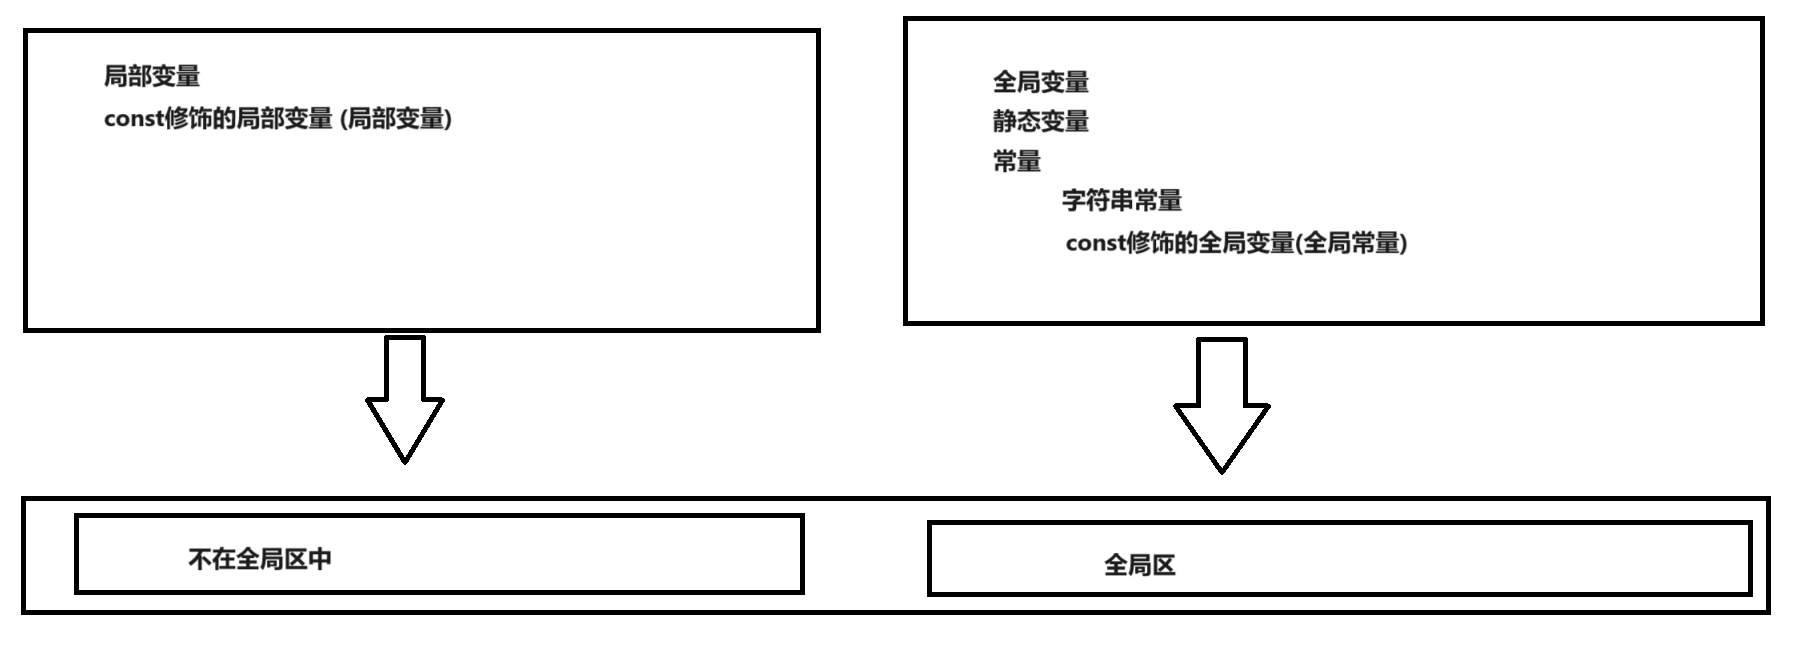 局部变量
const修饰的局部变量 (局部变量)
全局变量
静态变量
常量
字符串常量
const修饰的全局变量(全局常量)
不在全局区中
全局区